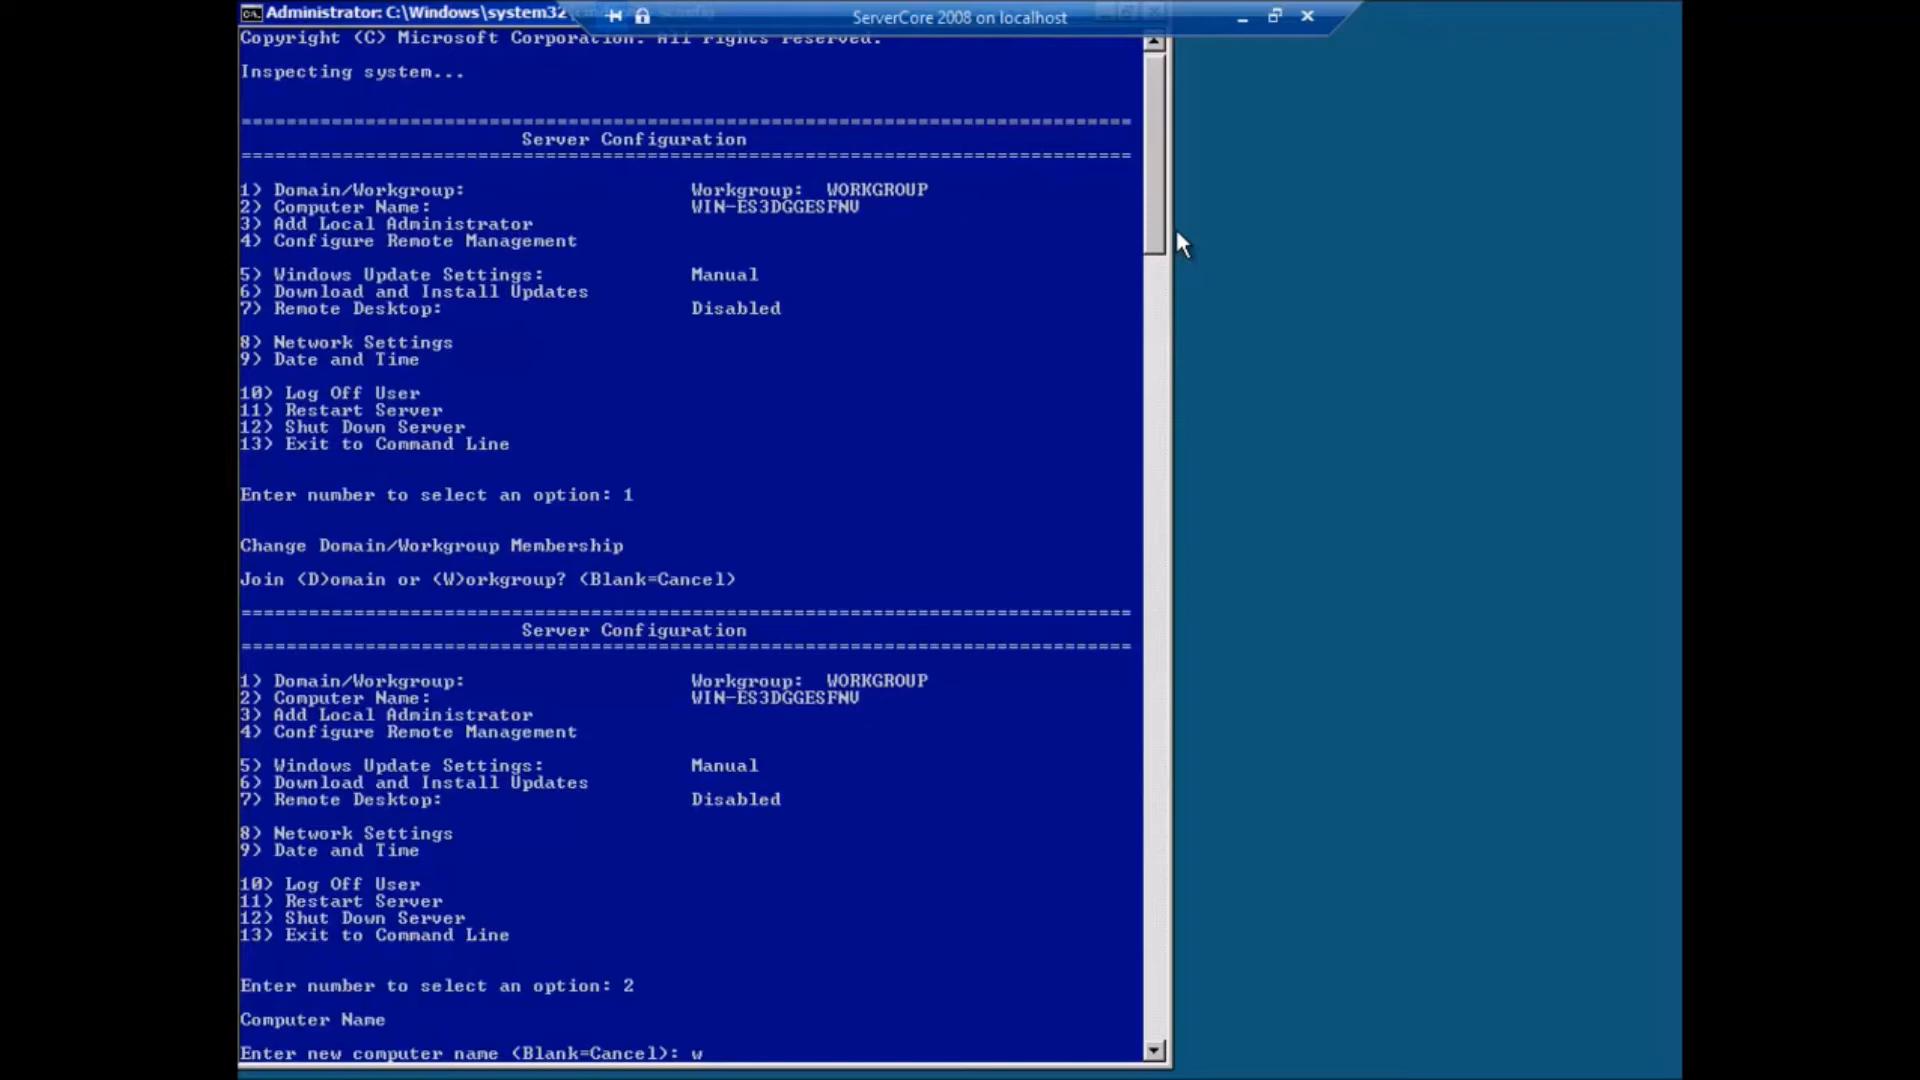 Administrator: C:\Windows\system32
ServerCore 2008 on localhost
Copyright (C) Microsoft Corporation. All rights reserved.
Inspecting system...
===============================================================================
Server Configuration
===============================================================================
1) Domain/Workgroup: Workgroup: WORKGROUP
2) Computer Name: WIN-ES3DGGESFNV
3) Add Local Administrator
4) Configure Remote Management
5) Windows Update Settings: Manual
6) Download and Install Updates
7) Remote Desktop: Disabled
8) Network Settings
9) Date and Time
10) Log Off User
11) Restart Server
12) Shut Down Server
13) Exit to Command Line
Enter number to select an option: 1
Change Domain/Workgroup Membership
Join (D)omain or (W)orkgroup? (Blank=Cancel)
===============================================================================
Server Configuration
===============================================================================
1) Domain/Workgroup: Workgroup: WORKGROUP
2) Computer Name: WIN-ES3DGGESFNV
3) Add Local Administrator
4) Configure Remote Management
5) Windows Update Settings: Manual
6) Download and Install Updates
7) Remote Desktop: Disabled
8) Network Settings
9) Date and Time
10) Log Off User
11) Restart Server
12) Shut Down Server
13) Exit to Command Line
Enter number to select an option: 2
Computer Name
Enter new computer name (Blank=Cancel): w